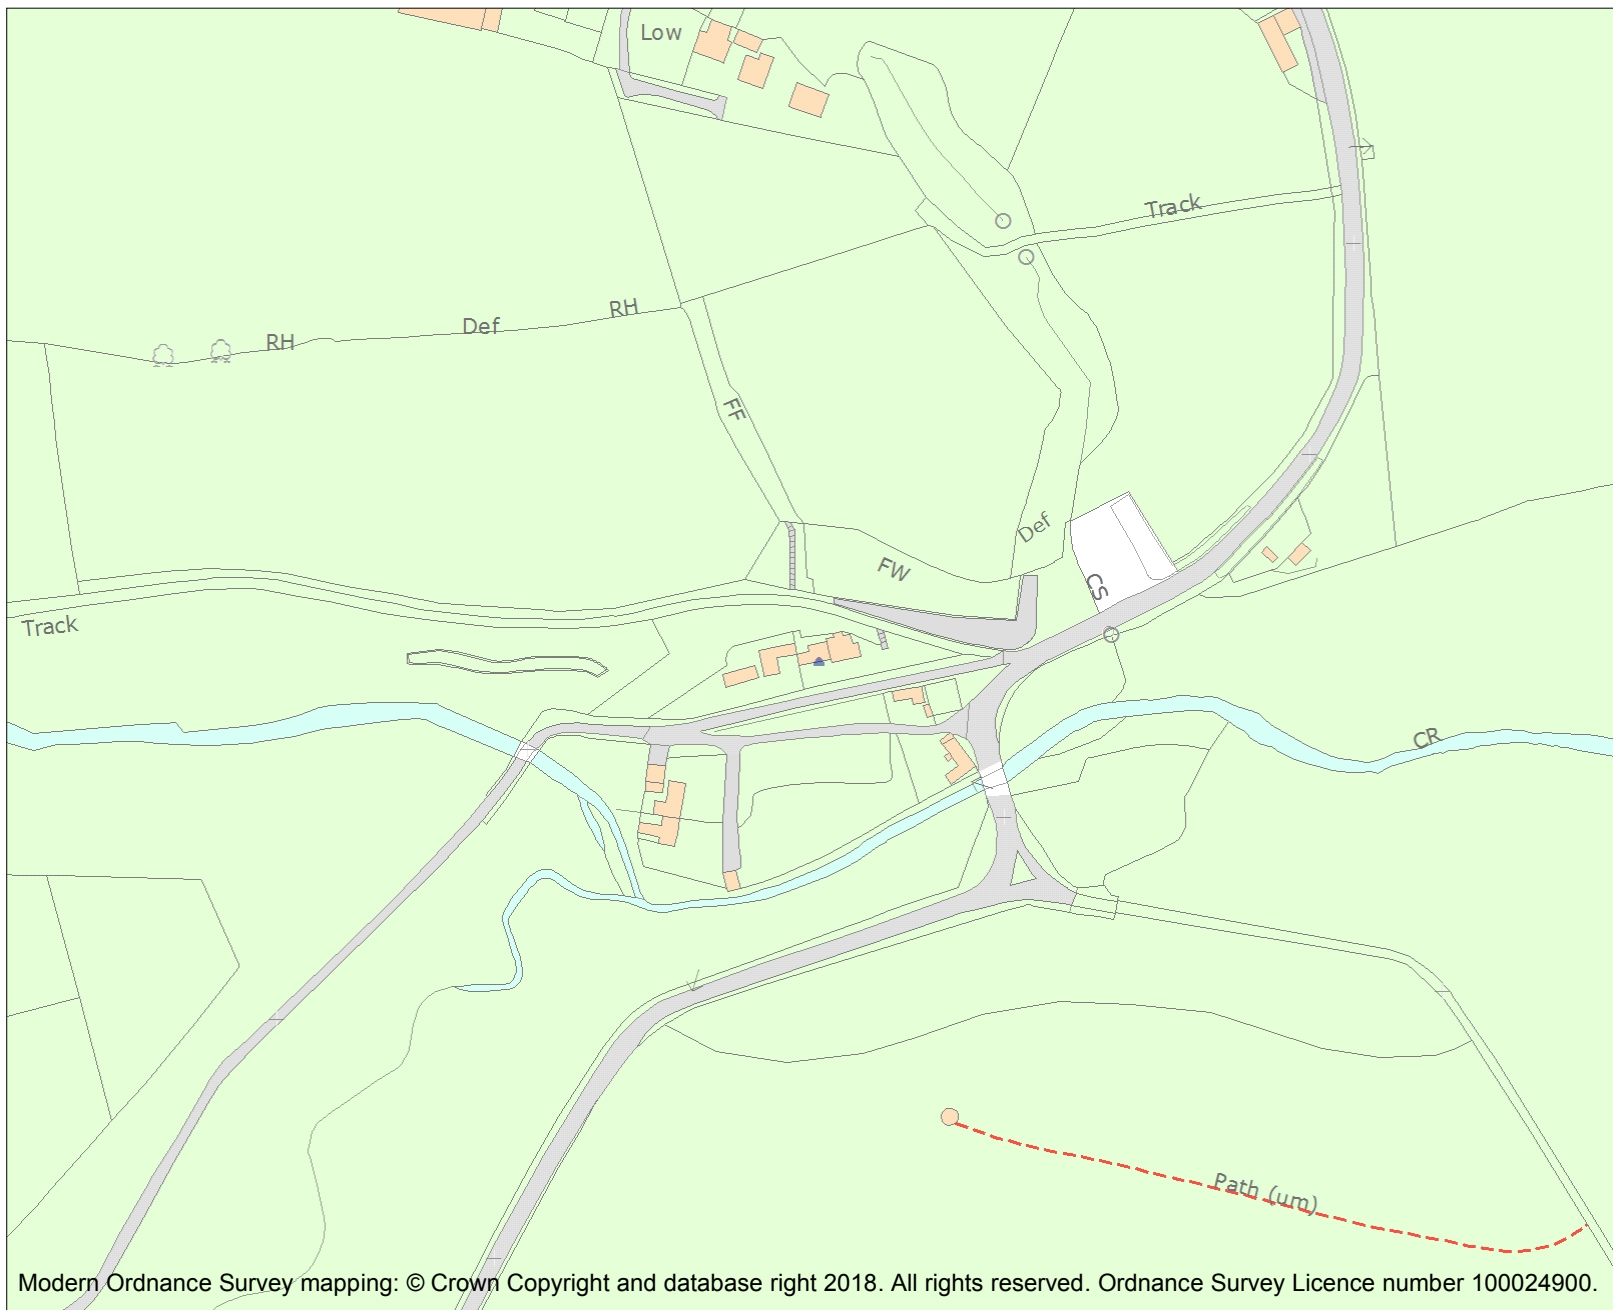 Low
Track
RH
Def
RH
FF
Def
FW
CS
Track
CR
Path (um)
Modern Ordnance Survey mapping: © Crown Copyright and database right 2018. All rights reserved. Ordnance Survey Licence number 100024900.